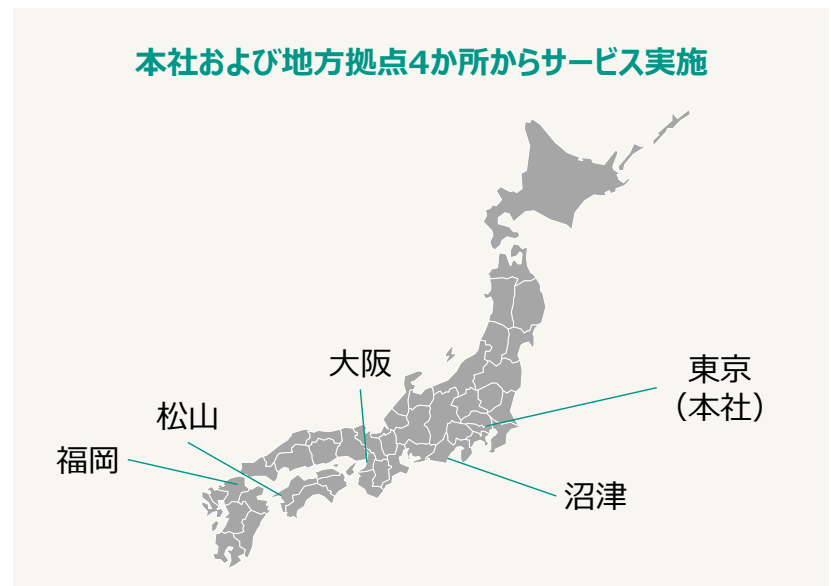 本社および地方拠点4か所からサービス実施
大阪
東京
（本社）
松山
福岡
沼津